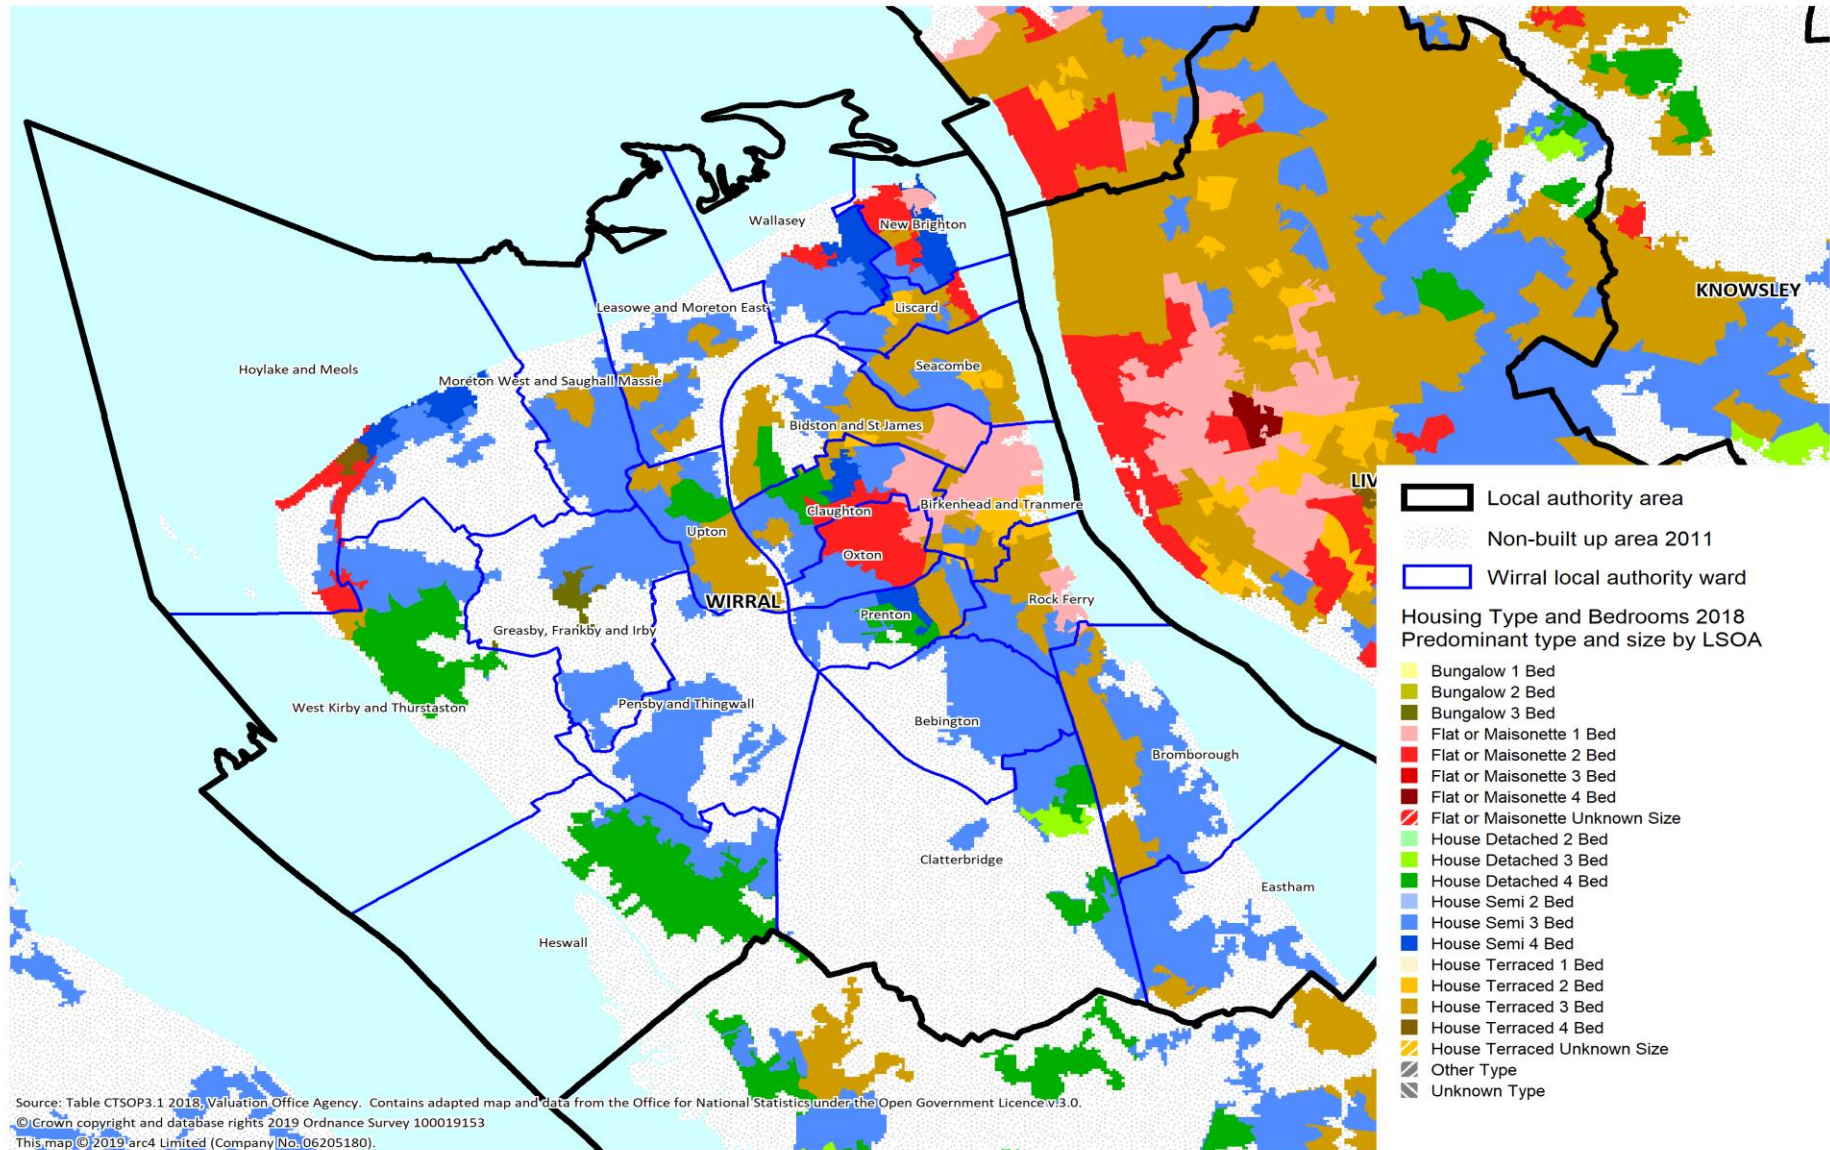 Wallasey
New Brighton
KNOWSLEY
Leasowe and Moreton East
Liscard
Hoylake and Meols
Seacombe
Moreton West and Saughall Massie
Bidston and St James
LIV
Claughton
Birkenhead and Tranmere
Upton
Oxton
WIRRAL
Rock Ferry
Prenton
Greasby, Frankby and Irby
West Kirby and Thurstaston
Pensby and Thingwall
Bebington
Bromborough
Clatterbridge
Eastham
Heswall
Local authority area
Non-built up area 2011
Wirral local authority ward
Housing Type and Bedrooms 2018
Predominant type and size by LSOA
Bungalow 1 Bed
Bungalow 2 Bed
Bungalow 3 Bed
Flat or Maisonette 1 Bed
Flat or Maisonette 2 Bed
Flat or Maisonette 3 Bed
Flat or Maisonette 4 Bed
Flat or Maisonette Unknown Size
House Detached 2 Bed
House Detached 3 Bed
House Detached 4 Bed
House Semi 2 Bed
House Semi 3 Bed
House Semi 4 Bed
House Terraced 1 Bed
House Terraced 2 Bed
House Terraced 3 Bed
House Terraced 4 Bed
House Terraced Unknown Size
Other Type
Unknown Type
Source: Table CTSOP3.1 2018, Valuation Office Agency. Contains adapted map and data from the Office for National Statistics under the Open Government Licence v.3.0.
© Crown copyright and database rights 2019 Ordnance Survey 100019153
This map © 2019 arc4 Limited (Company No. 06205180).